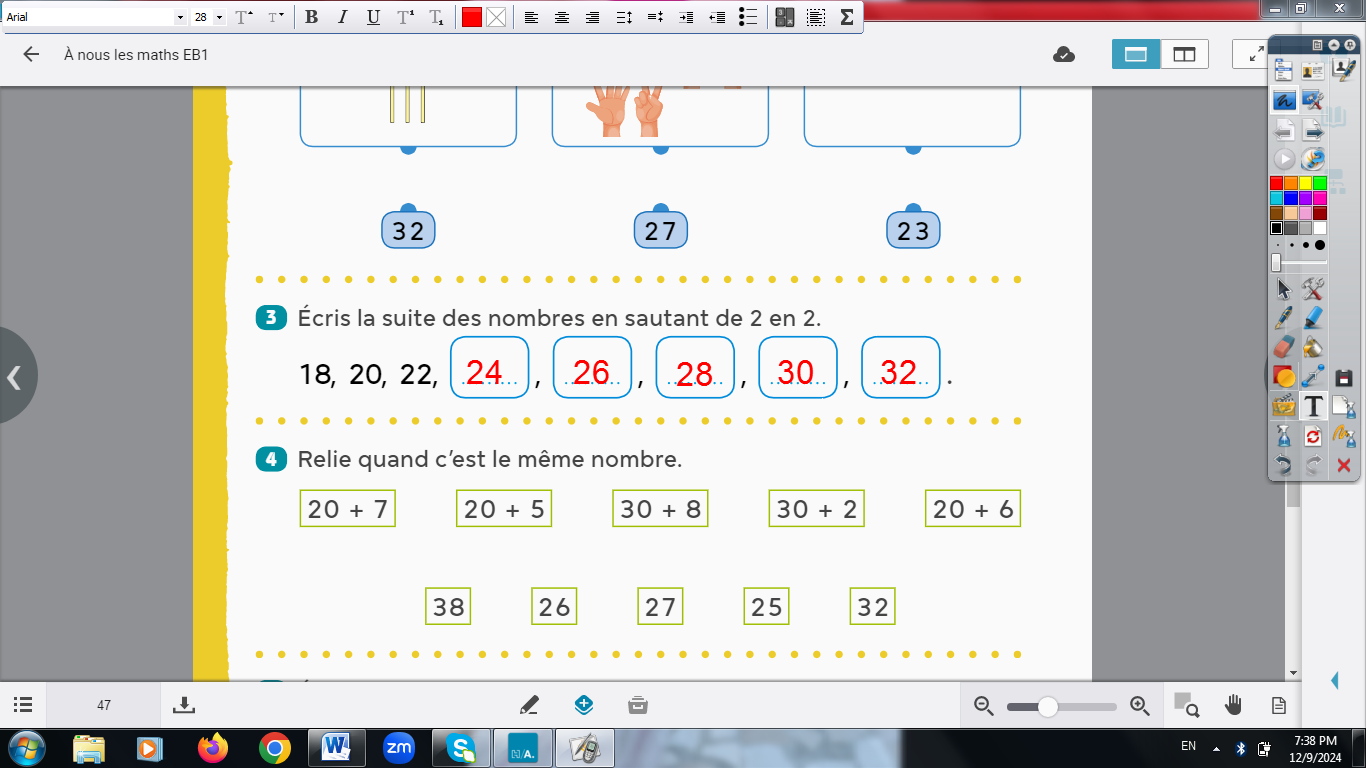 Arial 28 B I U T T Σ
À nous les maths EB1
32 27 23
3 Écris la suite des nombres en sautant de 2 en 2.
18, 20, 22, 24, 26, 28, 30, 32.
4 Relie quand c'est le même nombre.
20 + 7 20 + 5 30 + 8 30 + 2 20 + 6
38 26 27 25 32
47
zm
EN 7:38 PM
12/9/2024